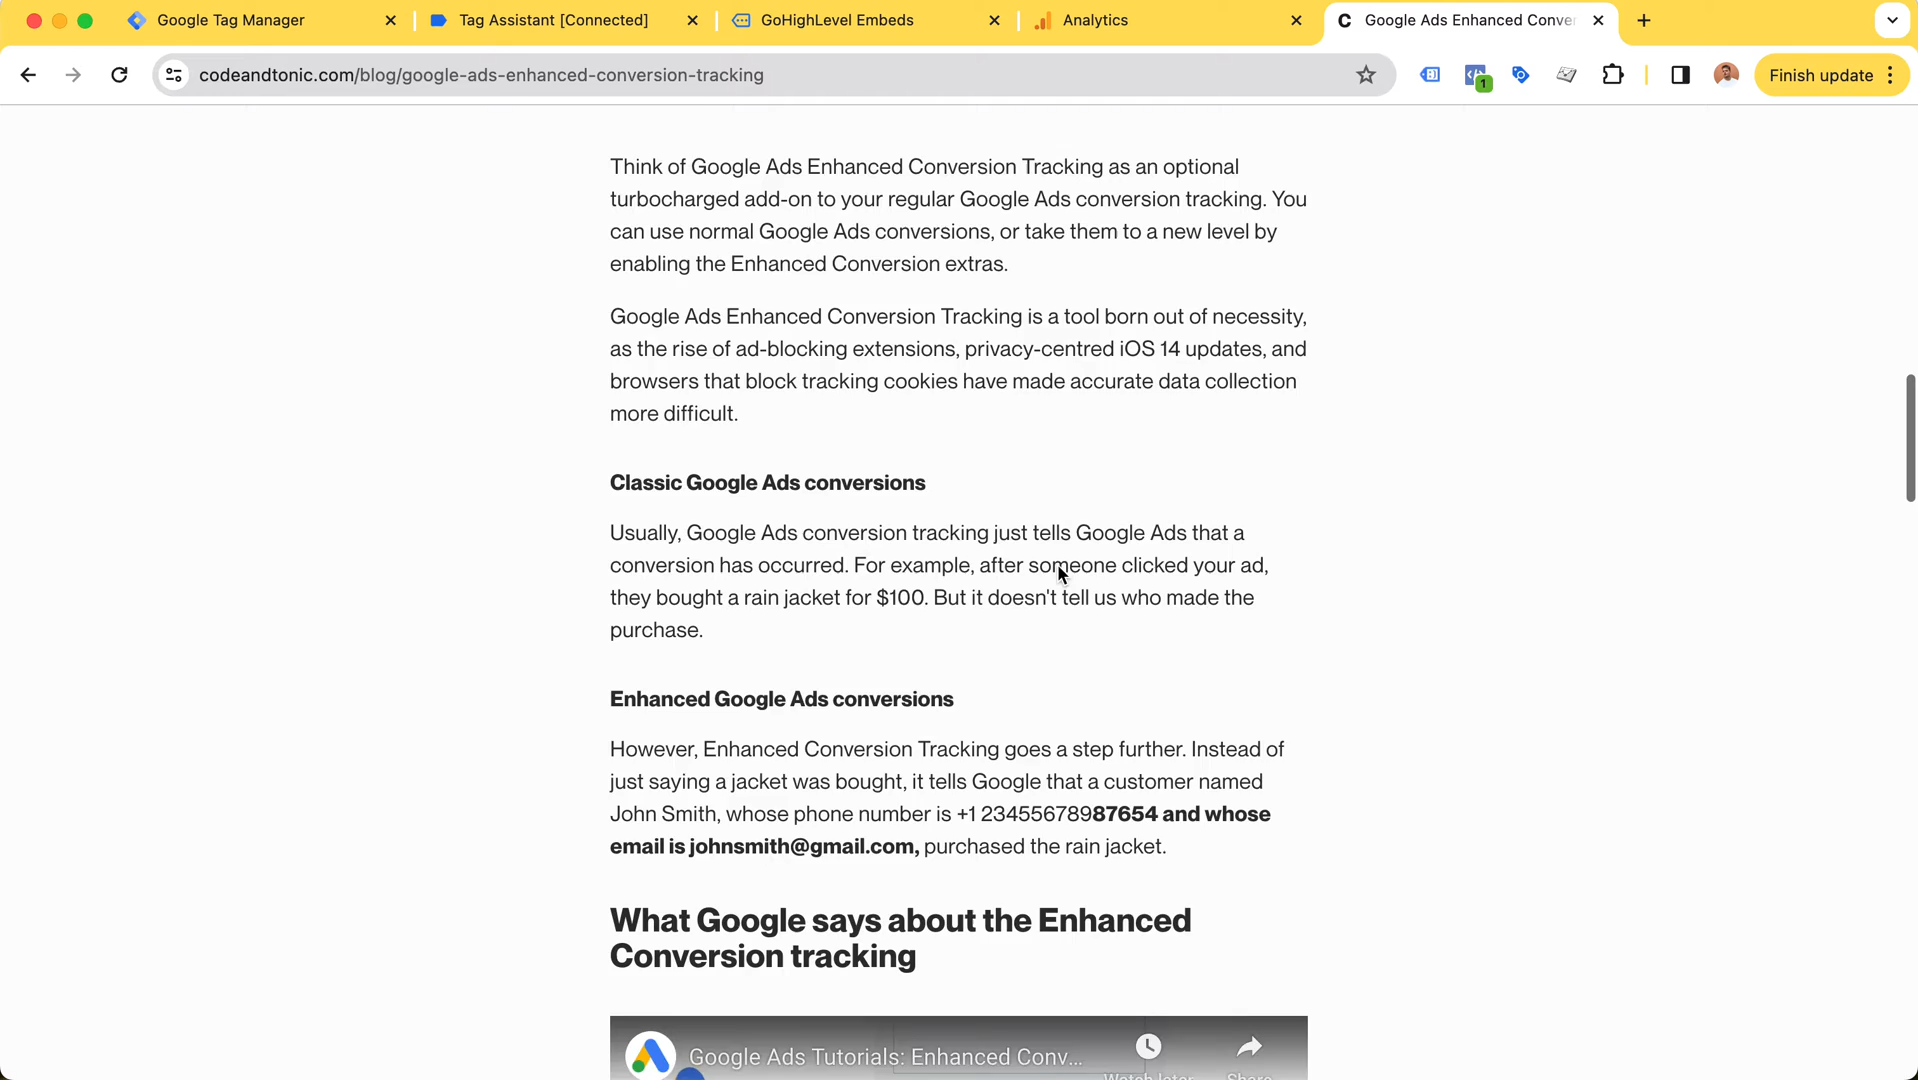 Google Tag Manager
Tag Assistant [Connected]
GoHighLevel Embeds
Analytics
Google Ads Enhanced Conve
codeandtonic.com/blog/google-ads-enhanced-conversion-tracking
1
Finish update
Think of Google Ads Enhanced Conversion Tracking as an optional
turbocharged add-on to your regular Google Ads conversion tracking. You
can use normal Google Ads conversions, or take them to a new level by
enabling the Enhanced Conversion extras.
Google Ads Enhanced Conversion Tracking is a tool born out of necessity,
as the rise of ad-blocking extensions, privacy-centred iOS 14 updates, and
browsers that block tracking cookies have made accurate data collection
more difficult.
Classic Google Ads conversions
Usually, Google Ads conversion tracking just tells Google Ads that a
conversion has occurred. For example, after someone clicked your ad,
they bought a rain jacket for $100. But it doesn't tell us who made the
purchase.
Enhanced Google Ads conversions
However, Enhanced Conversion Tracking goes a step further. Instead of
just saying a jacket was bought, it tells Google that a customer named
John Smith, whose phone number is +1 23455678987654 and whose
email is johnsmith@gmail.com, purchased the rain jacket.
What Google says about the Enhanced
Conversion tracking
Google Ads Tutorials: Enhanced Conv...
Watch later
Share